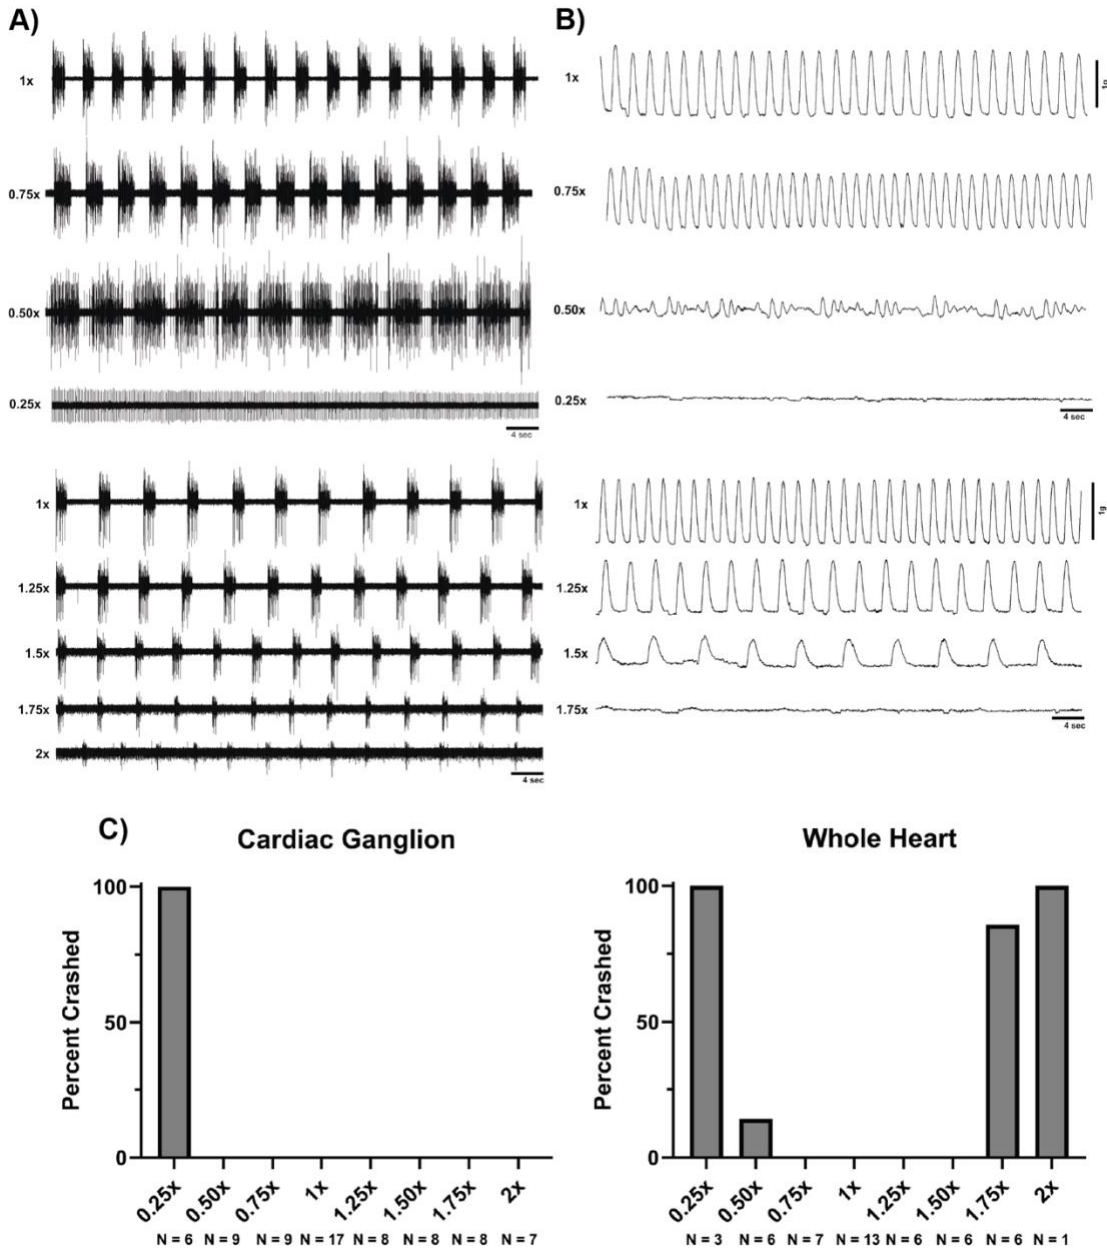 A)
1x
0.75x
0.50x
0.25x
4 sec
1x
1.25x
1.5x
1.75x
2x
4 sec
B)
1x
1g
0.75x
0.50x
0.25x
4 sec
1x
1g
1.25x
1.5x
1.75x
4 sec
C)
Cardiac Ganglion
Percent Crashed
100
50
0
0.25x 0.50x 0.75x 1x 1.25x 1.50x 1.75x 2x
N = 6 N = 9 N = 9 N = 17 N = 8 N = 8 N = 8 N = 7
Whole Heart
Percent Crashed
100
50
0
0.25x 0.50x 0.75x 1x 1.25x 1.50x 1.75x 2x
N = 3 N = 6 N = 7 N = 13 N = 6 N = 6 N = 6 N = 1